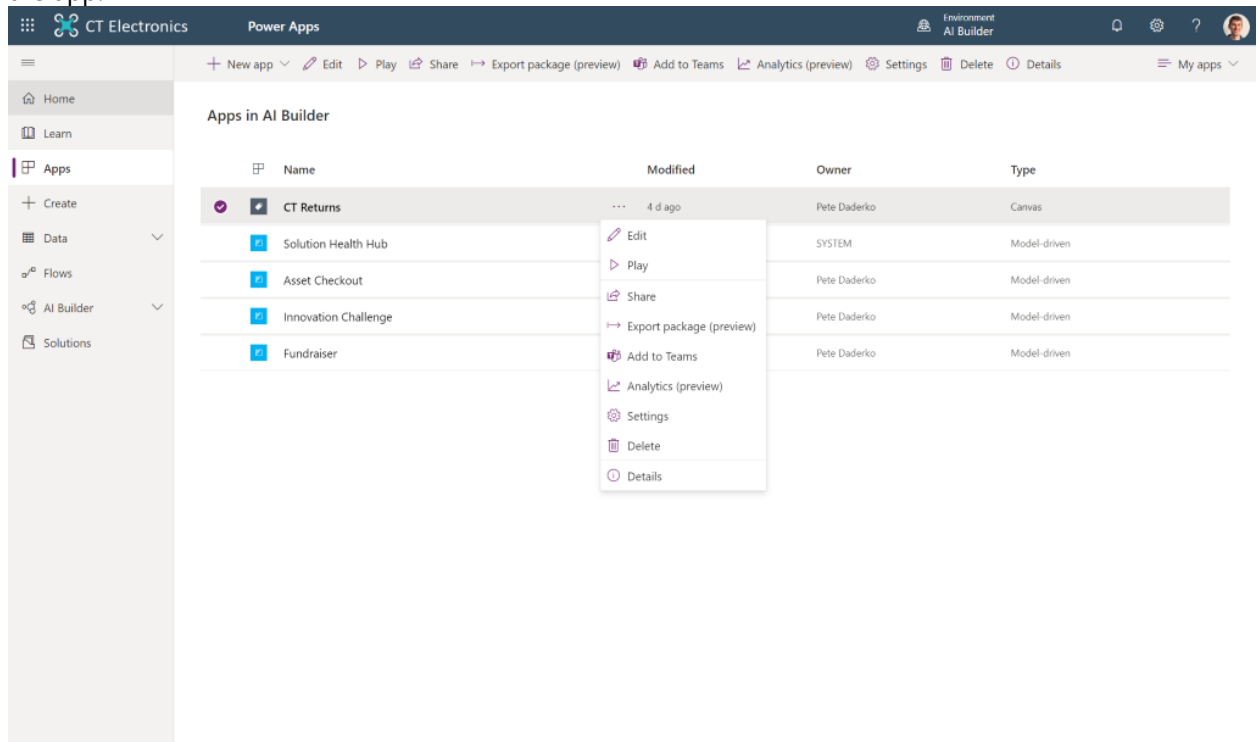 CT Electronics Power Apps Environment
AI Builder ?
New app Edit Play Share Export package (preview) Add to Teams Analytics (preview) Settings Delete Details My apps
Home
Learn
Apps
Create
Data
Flows
AI Builder
Solutions
Apps in AI Builder
Name Modified Owner Type
CT Returns ... 4 d ago Pete Daderko Canvas
Solution Health Hub SYSTEM Model-driven
Asset Checkout Pete Daderko Model-driven
Innovation Challenge Pete Daderko Model-driven
Fundraiser Pete Daderko Model-driven
Edit
Play
Share
Export package (preview)
Add to Teams
Analytics (preview)
Settings
Delete
Details